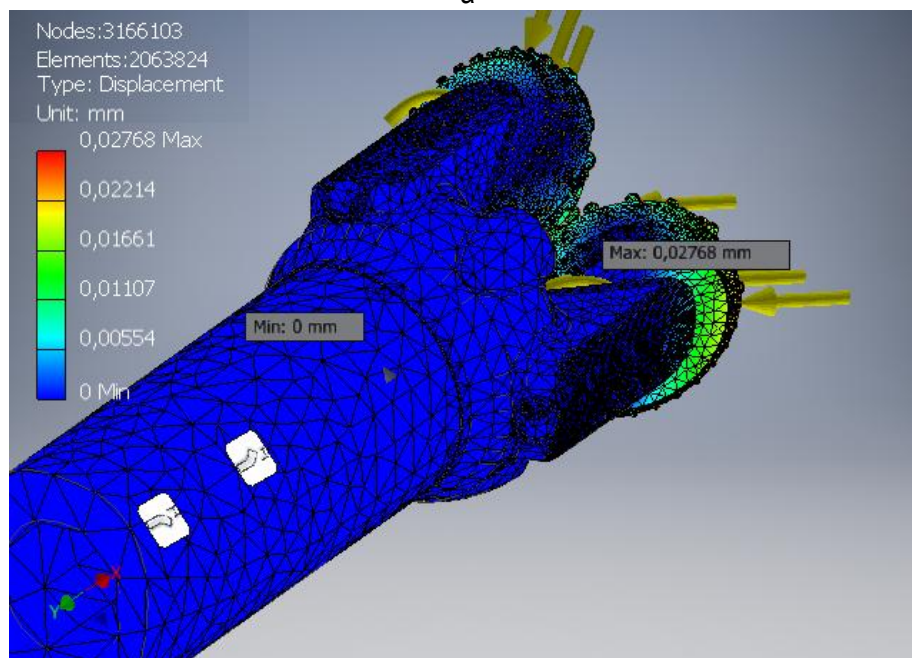 a
Nodes:3166103
Elements:2063824
Type: Displacement
Unit: mm
0,02768 Max
0,02214
0,01661
0,01107
0,00554
0 Min
Max: 0,02768 mm
Min: 0 mm
Y
X